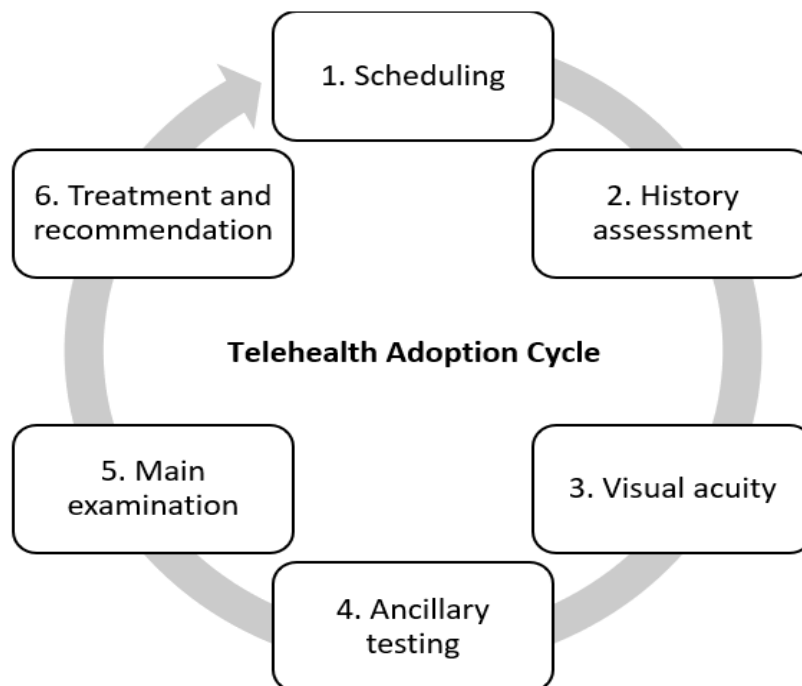 1. Scheduling
2. History
assessment
3. Visual acuity
4. Ancillary
testing
5. Main
examination
6. Treatment and
recommendation
Telehealth Adoption Cycle